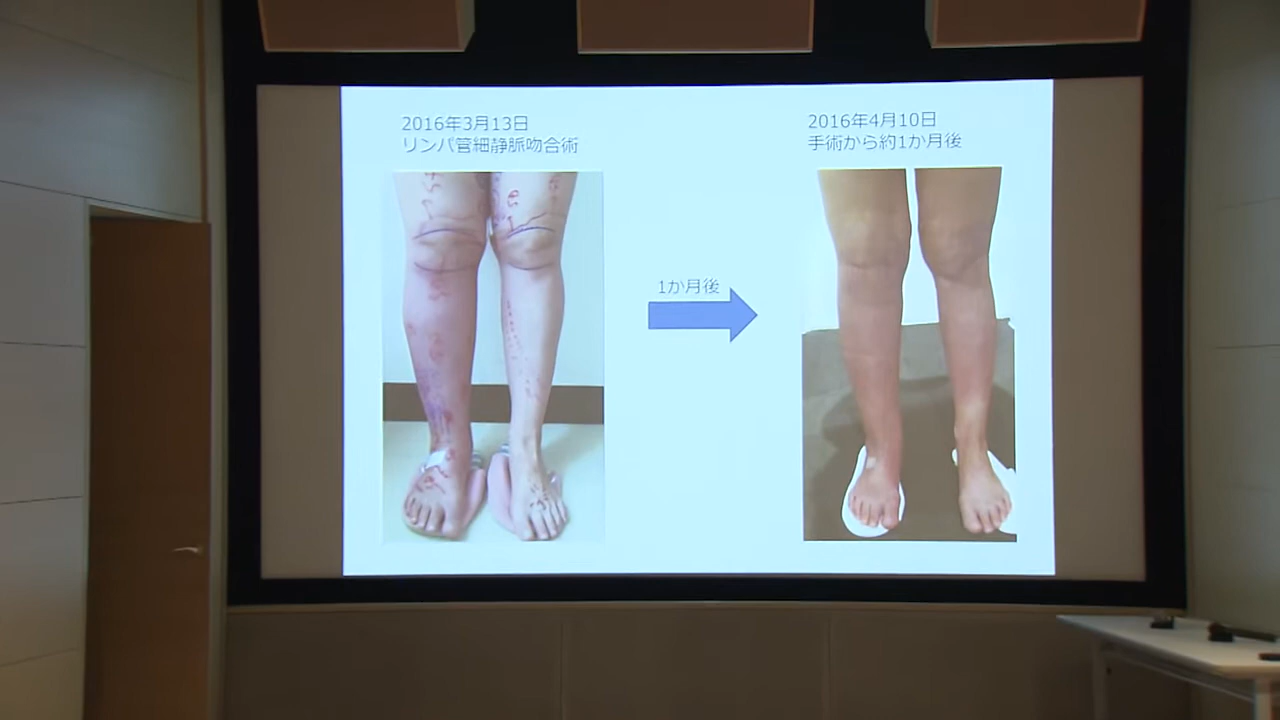 2016年3月13日
リンパ管細静脈吻合術
1か月後
2016年4月10日
手術から約1か月後